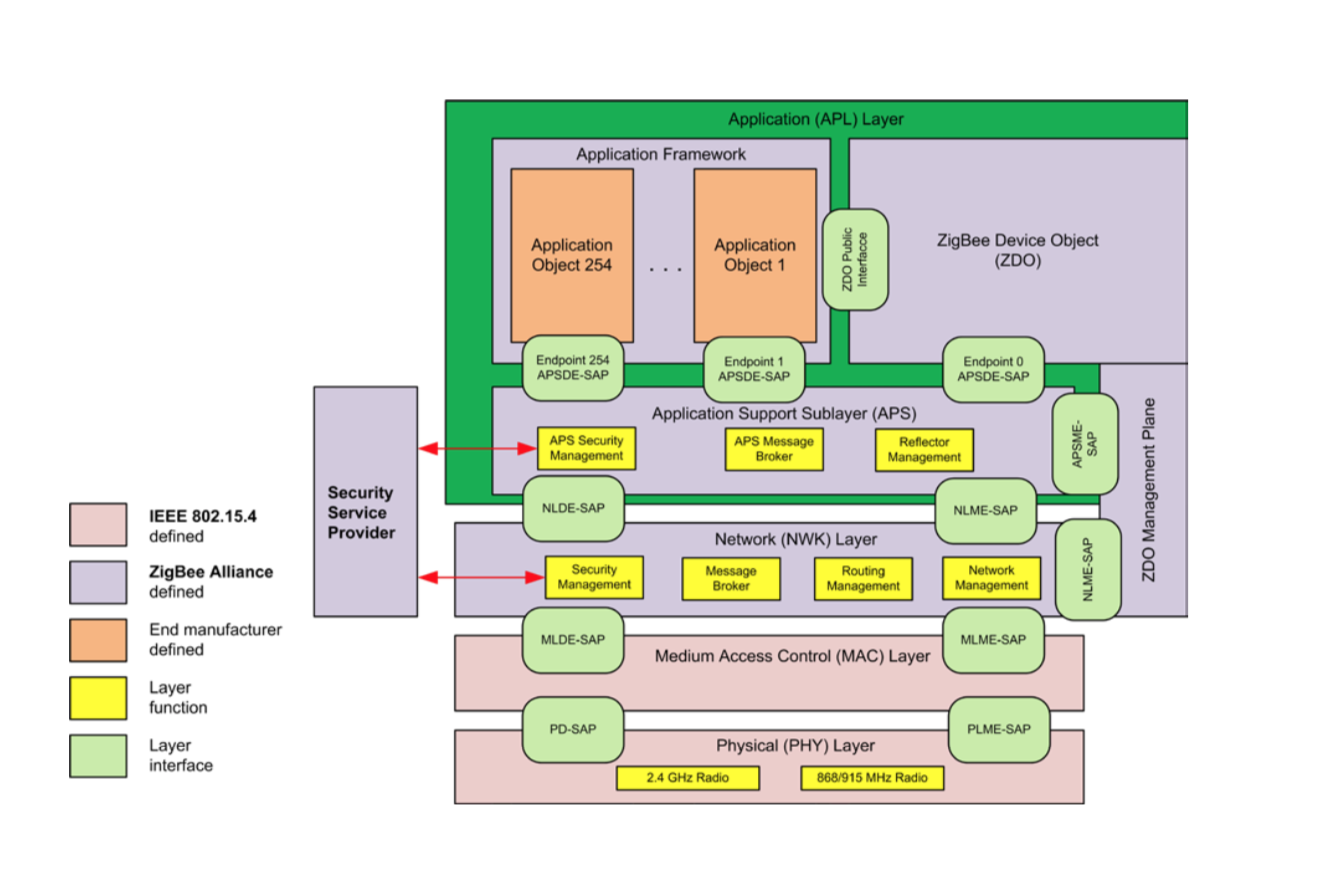 Application (APL) Layer
Application Framework
Application
Object 254
. . .
Application
Object 1
ZDO Public
Interfacce
ZigBee Device Object
(ZDO)
Endpoint 254
APSDE-SAP
Endpoint 1
APSDE-SAP
Endpoint 0
APSDE-SAP
Application Support Sublayer (APS)
APS Security
Management
APS Message
Broker
Reflector
Management
APSME-
SAP
ZDO Management Plane
Security
Service
Provider
NLDE-SAP
NLME-SAP
Network (NWK) Layer
Security
Management
Message
Broker
Routing
Management
Network
Management
NLME-SAP
MLDE-SAP
MLME-SAP
Medium Access Control (MAC) Layer
PD-SAP
PLME-SAP
Physical (PHY) Layer
2.4 GHz Radio
868/915 MHz Radio
IEEE 802.15.4
defined
ZigBee Alliance
defined
End manufacturer
defined
Layer
function
Layer
interface